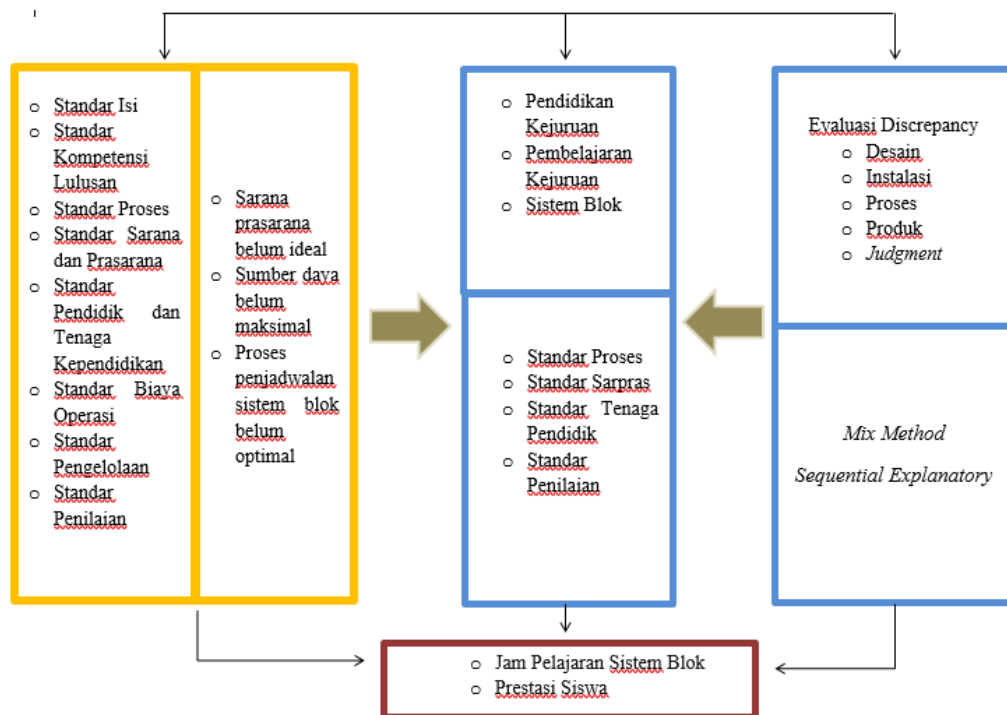 ○ Standar Isi
○ Standar
Kompetensi
Lulusan
○ Standar Proses
○ Standar Sarana
dan Prasarana
○ Standar
Pendidik dan
Tenaga
Kependidikan
○ Standar Biaya
Operasi
○ Standar
Pengelolaan
○ Standar
Penilaian
○ Sarana
prasarana
belum ideal
○ Sumber daya
belum
maksimal
○ Proses
penjadwalan
sistem blok
belum
optimal
○ Pendidikan
Kejuruan
○ Pembelajaran
Kejuruan
○ Sistem Blok
○ Standar Proses
○ Standar Sarpras
○ Standar Tenaga
Pendidik
○ Standar
Penilaian
Evaluasi Discrepancy
○ Desain
○ Instalasi
○ Proses
○ Produk
○ Judgment
Mix Method
Sequential Explanatory
○ Jam Pelajaran Sistem Blok
○ Prestasi Siswa